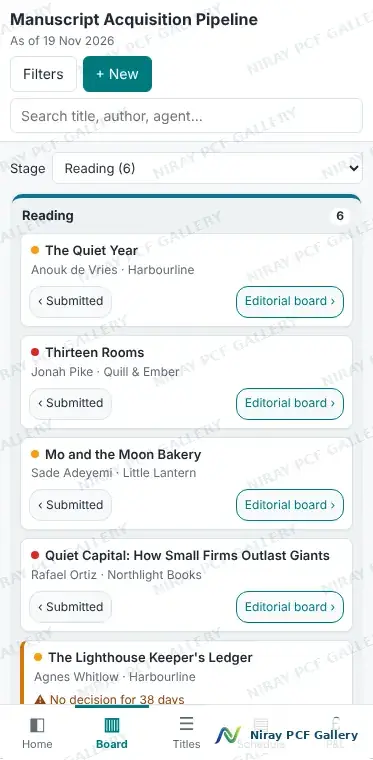 Manuscript Acquisition Pipeline
As of 19 Nov 2026
Filters
+ New
Search title, author, agent…
Stage Reading (6)
Reading 6
The Quiet Year
Anouk de Vries · Harbourline
‹ Submitted Editorial board ›
Thirteen Rooms
Jonah Pike · Quill & Ember
‹ Submitted Editorial board ›
Mo and the Moon Bakery
Sade Adeyemi · Little Lantern
‹ Submitted Editorial board ›
Quiet Capital: How Small Firms Outlast Giants
Rafael Ortiz · Northlight Books
‹ Submitted Editorial board ›
The Lighthouse Keeper's Ledger
Agnes Whitlow · Harbourline
⚠ No decision for 38 days
Home Board Titles Schedule P&L
Niray PCF Gallery
NIRAY PCF GALLERY